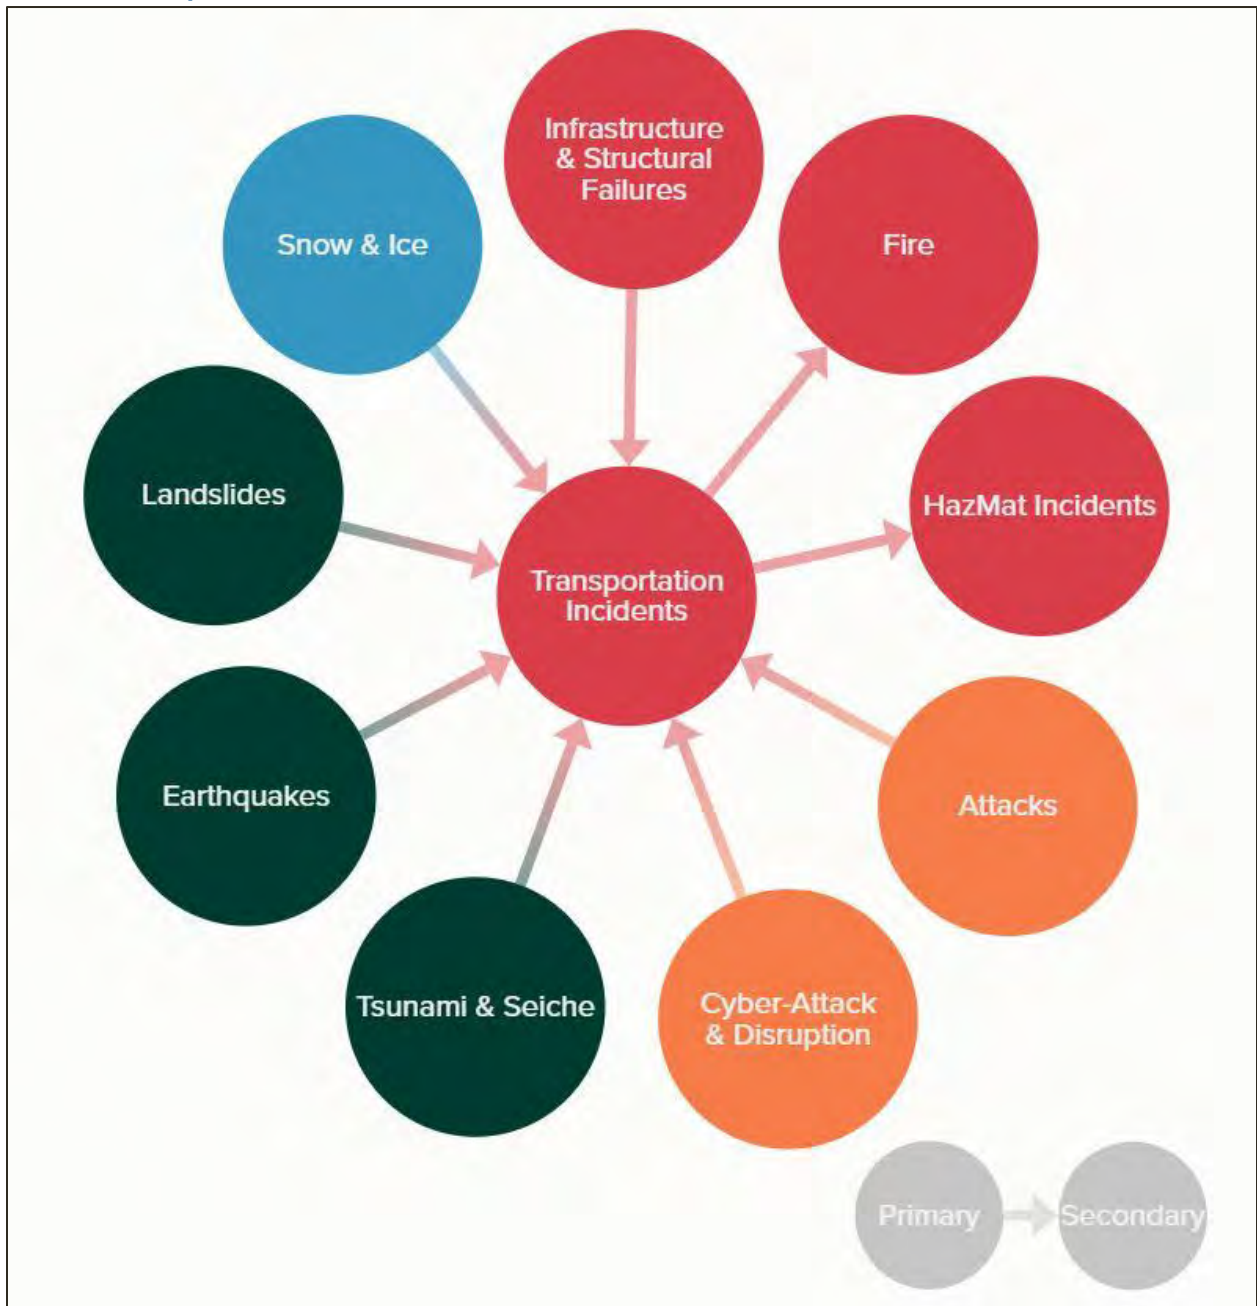 Infrastructure
& Structural
Failures
Snow & Ice
Fire
Landslides
HazMat Incidents
Transportation
Incidents
Earthquakes
Attacks
Tsunami & Seiche
Cyber-Attack
& Disruption
Primary
Secondary